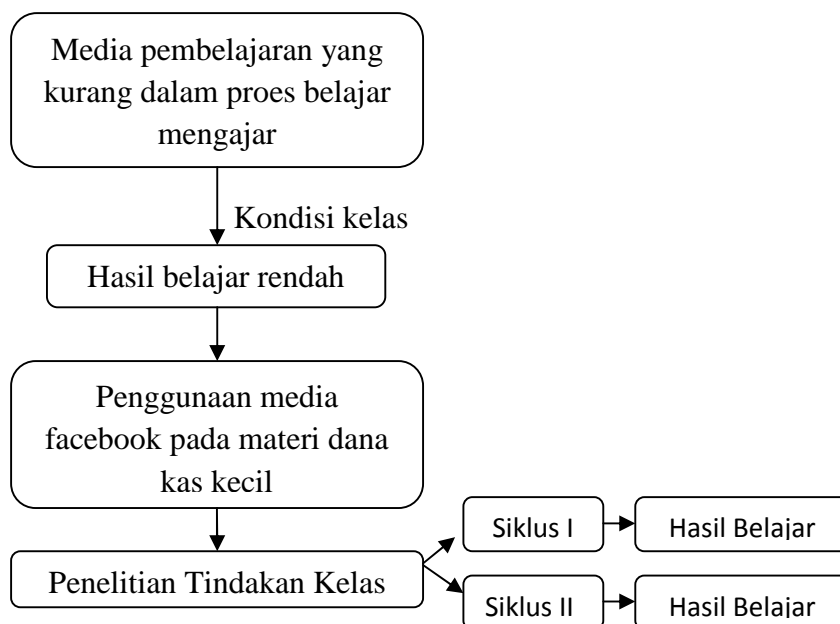 Media pembelajaran yang
kurang dalam proes belajar
mengajar
Kondisi kelas
Hasil belajar rendah
Penggunaan media
facebook pada materi dana
kas kecil
Siklus I
Hasil Belajar
Penelitian Tindakan Kelas
Siklus II
Hasil Belajar